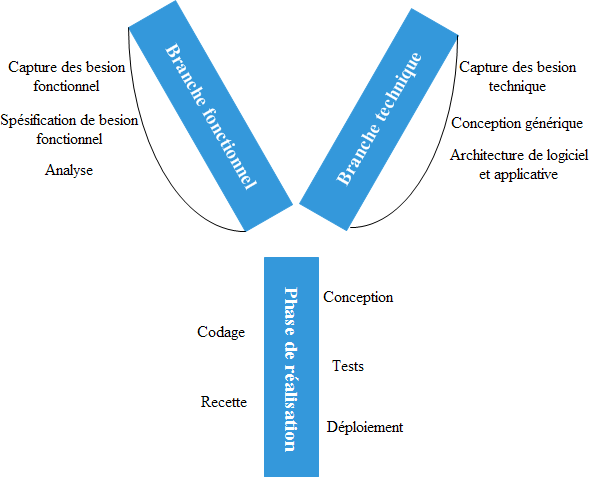 Capture des besion
fonctionnel
Spésification de besion
fonctionnel
Analyse
Branche fonctionnel
Branche technique
Capture des besion
technique
Conception générique
Architecture de logiciel
et applicative
Phase de réalisation
Conception
Codage
Tests
Recette
Déploiement